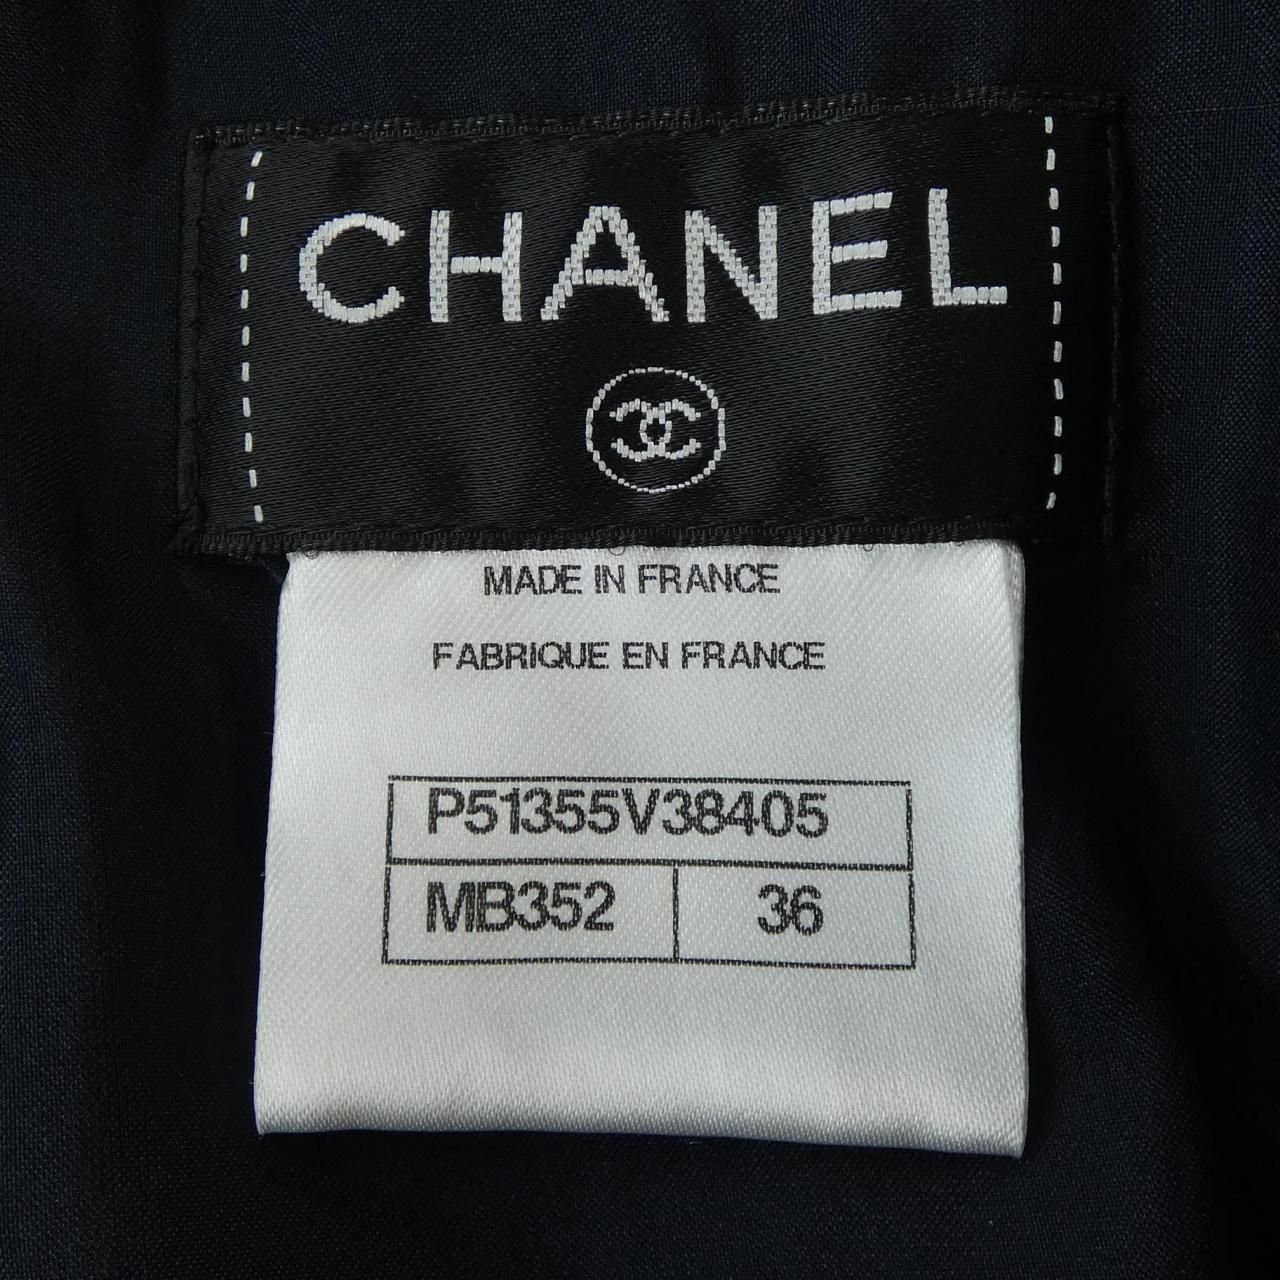 CHANEL
MADE IN FRANCE
FABRIQUE EN FRANCE
P51355V38405
MB352 36